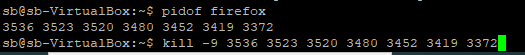 sb@sb-VirtualBox:~$ pidof firefox
3536 3523 3520 3480 3452 3419 3372
sb@sb-VirtualBox:~$ kill -9 3536 3523 3520 3480 3452 3419 3372